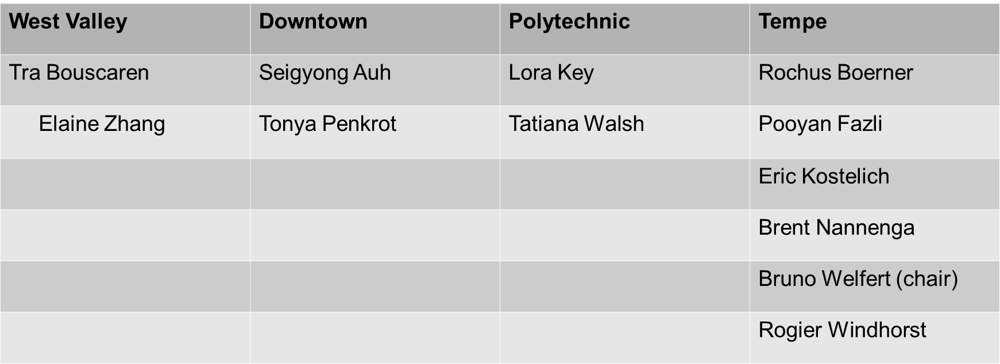 West Valley Downtown Polytechnic Tempe
Tra Bouscaren Seigyong Auh Lora Key Rochus Boerner
Elaine Zhang Tonya Penkrot Tatiana Walsh Pooyan Fazli
Eric Kostelich
Brent Nannenga
Bruno Welfert (chair)
Rogier Windhorst